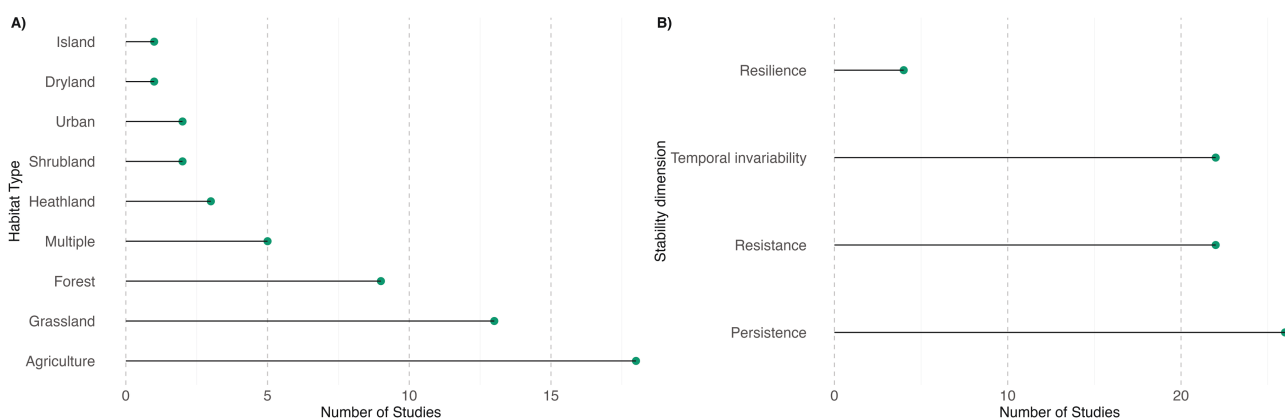 A)
Habitat Type
Island
Dryland
Urban
Shrubland
Heathland
Multiple
Forest
Grassland
Agriculture
0 5 10 15
Number of Studies
B)
Stability dimension
Resilience
Temporal invariability
Resistance
Persistence
0 10 20
Number of Studies